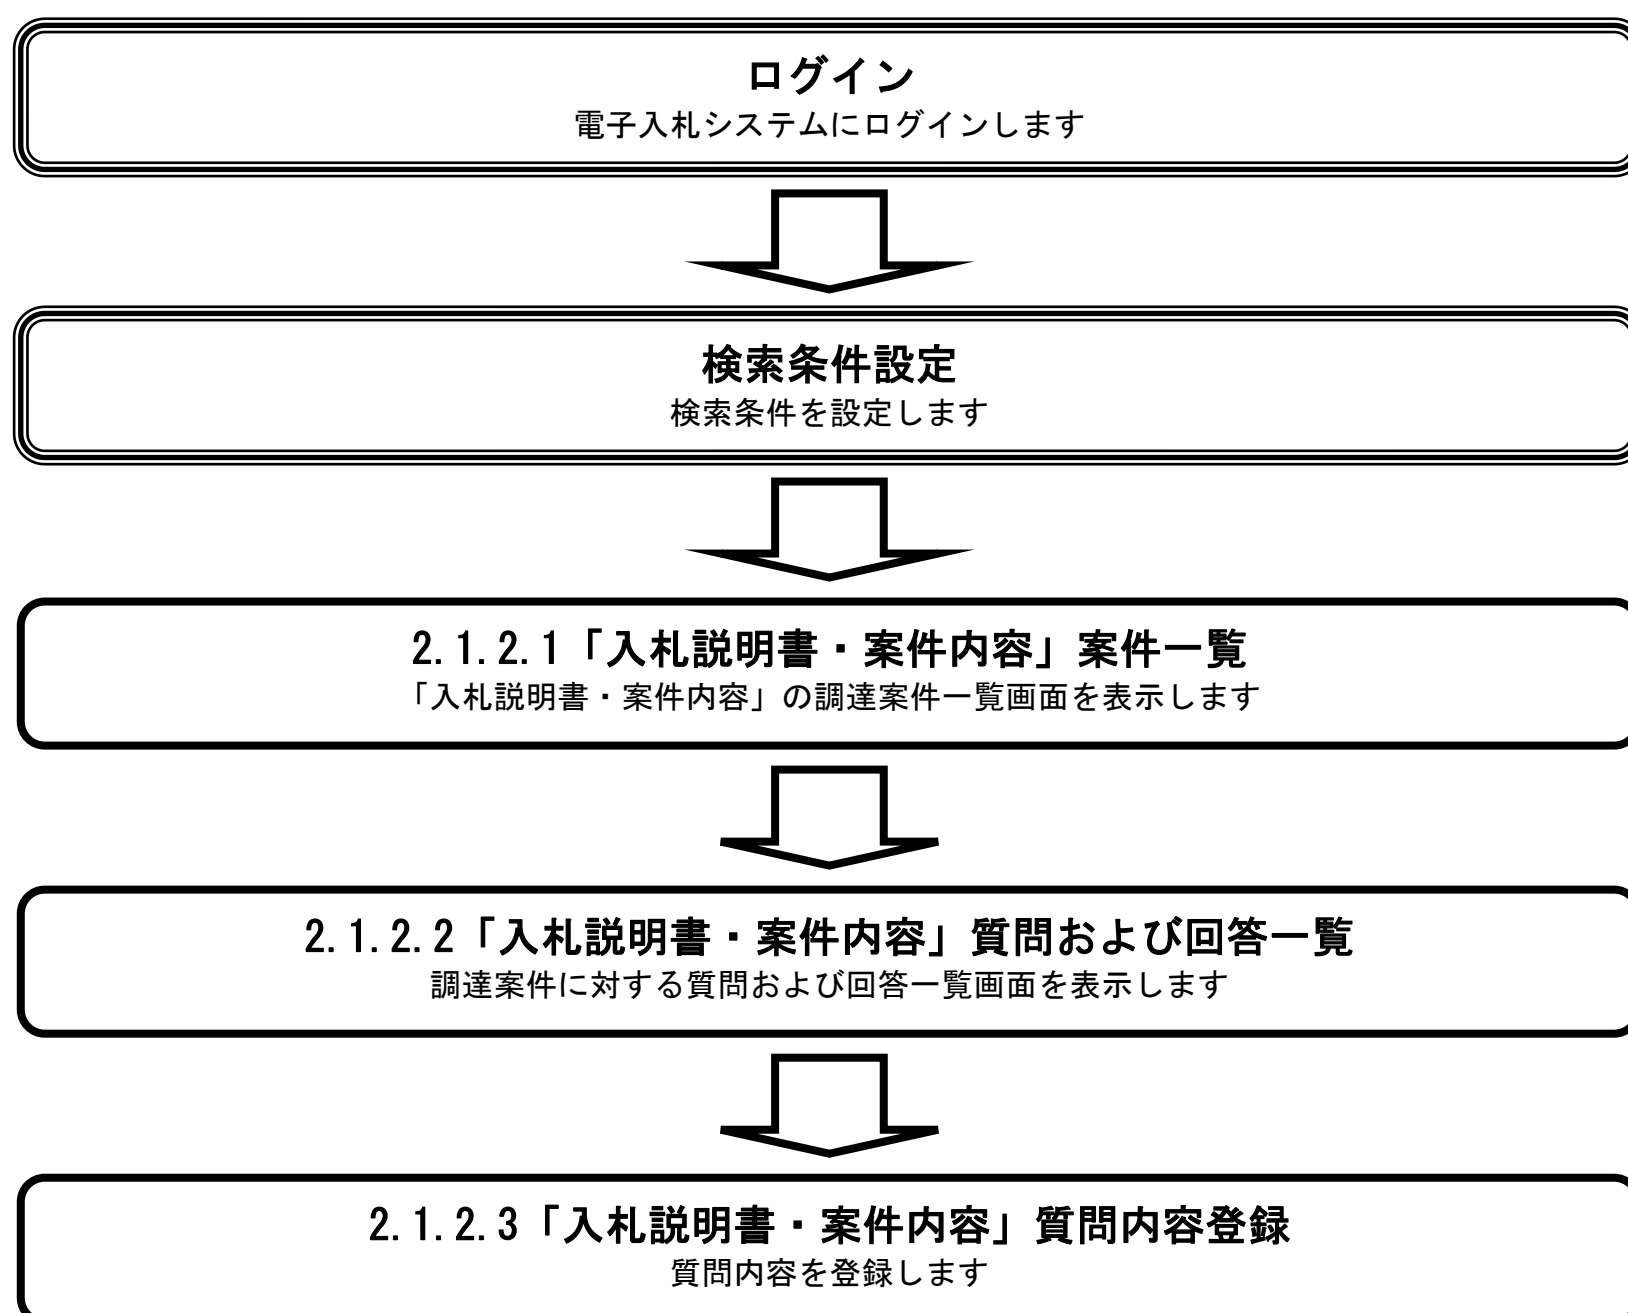 ログイン
電子入札システムにログインします
検索条件設定
検索条件を設定します
2.1.2.1「入札説明書・案件内容」案件一覧
「入札説明書・案件内容」の調達案件一覧画面を表示します
2.1.2.2「入札説明書・案件内容」質問および回答一覧
調達案件に対する質問および回答一覧画面を表示します
2.1.2.3「入札説明書・案件内容」質問内容登録
質問内容を登録します